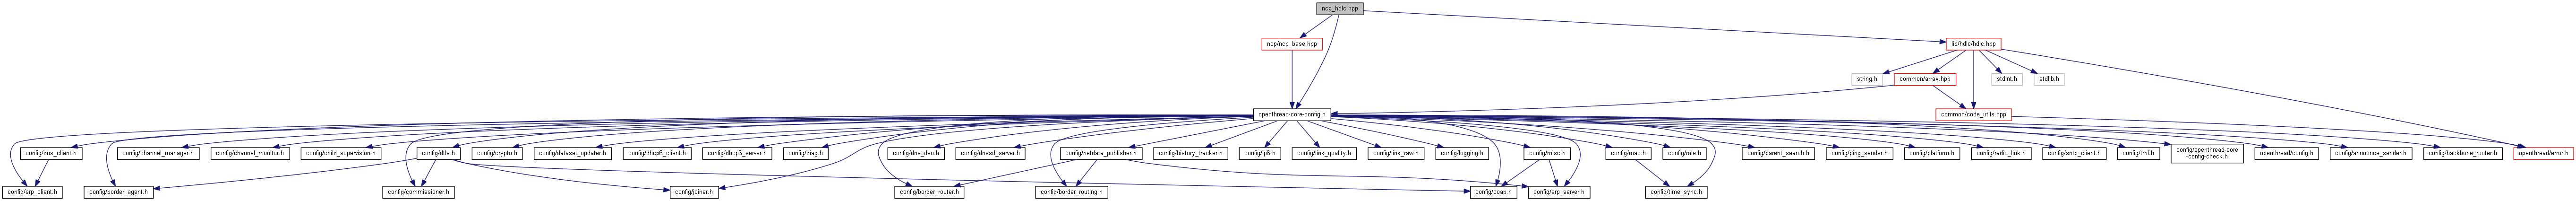 ncp_hdlc.hpp
ncp/ncp_base.hpp
lib/hdlc/hdlc.hpp
string.h
common/array.hpp
stdint.h
stdlib.h
openthread-core-config.h
common/code_utils.hpp
config/dns_client.h
config/channel_manager.h
config/channel_monitor.h
config/child_supervision.h
config/dtls.h
config/crypto.h
config/dataset_updater.h
config/dhcp6_client.h
config/dhcp6_server.h
config/diag.h
config/dns_dso.h
config/dnssd_server.h
config/netdata_publisher.h
config/history_tracker.h
config/ip6.h
config/link_quality.h
config/link_raw.h
config/logging.h
config/misc.h
config/mac.h
config/mle.h
config/parent_search.h
config/ping_sender.h
config/platform.h
config/radio_link.h
config/sntp_client.h
config/tmf.h
config/openthread-core
-config-check.h
openthread/config.h
config/announce_sender.h
config/backbone_router.h
openthread/error.h
config/srp_client.h
config/border_agent.h
config/commissioner.h
config/joiner.h
config/border_router.h
config/border_routing.h
config/coap.h
config/srp_server.h
config/time_sync.h